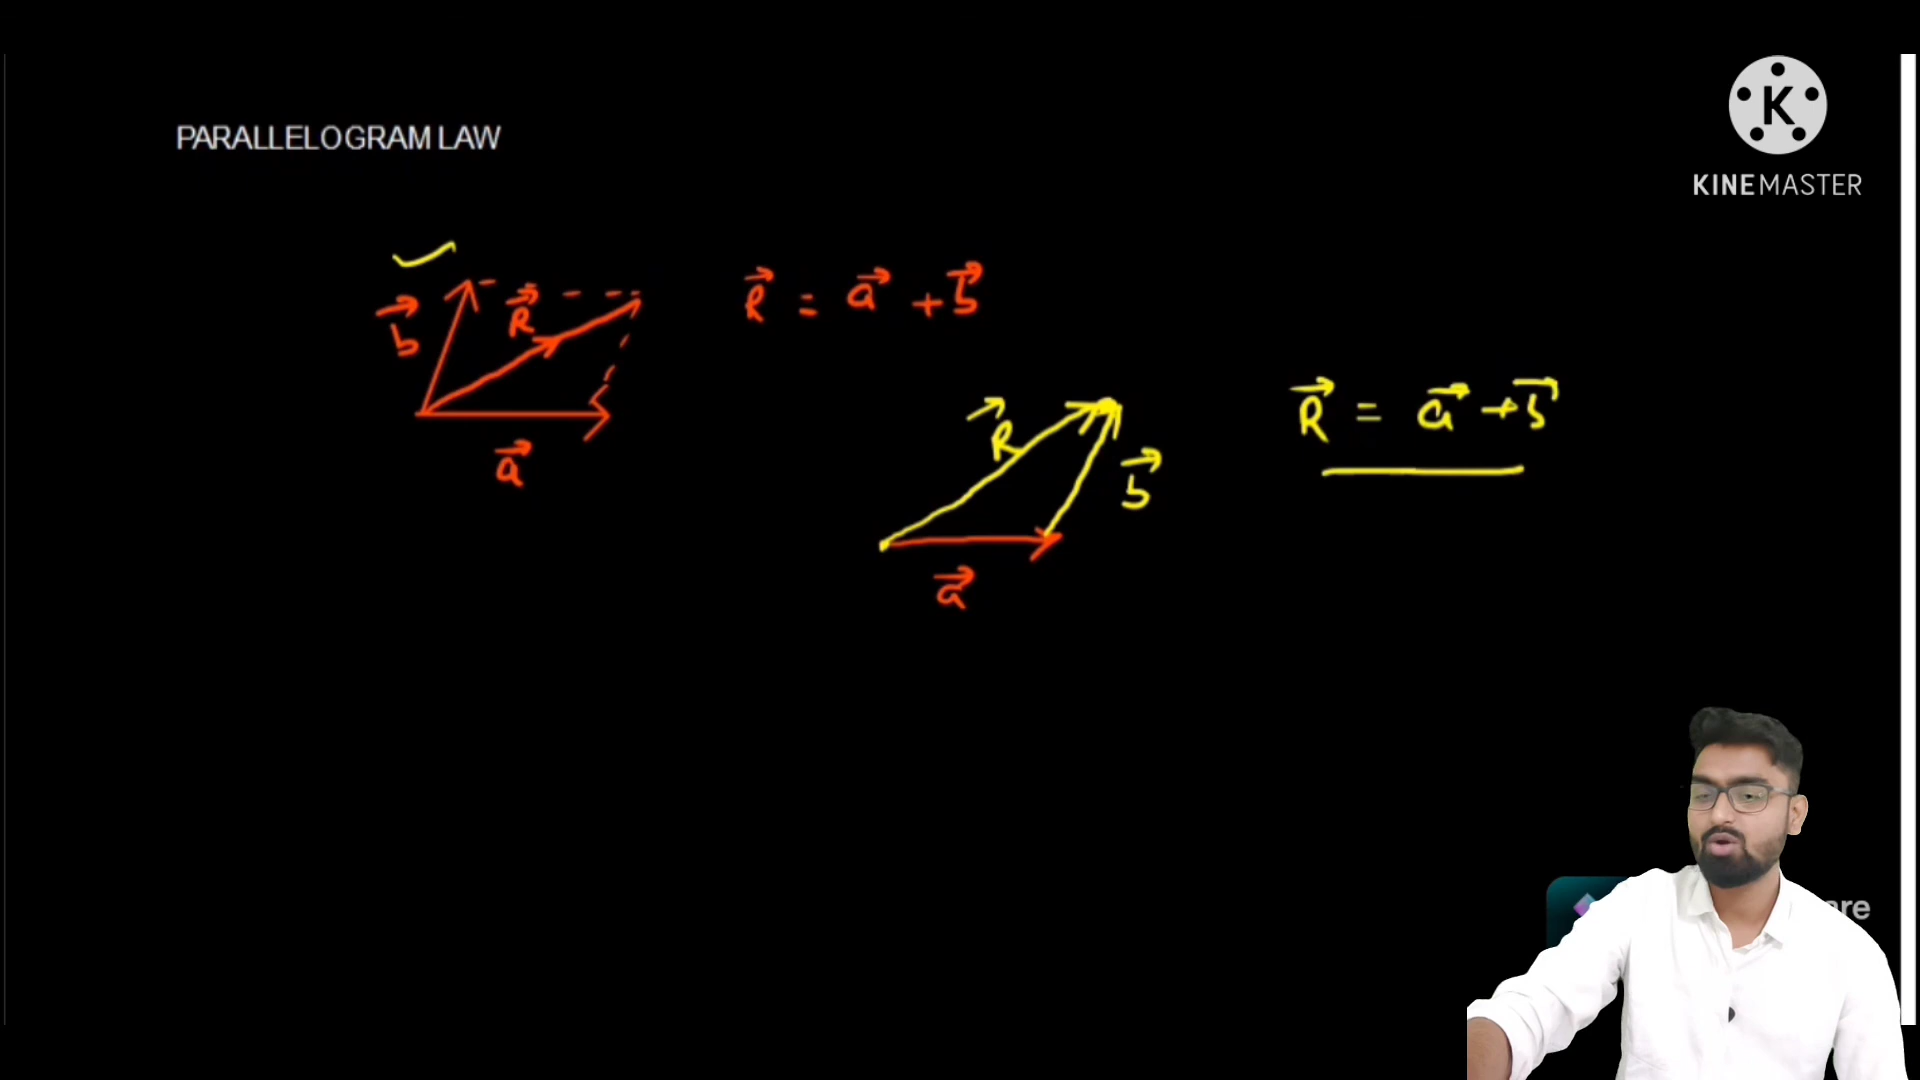 KINEMASTER
PARALLELOGRAM LAW
b⃗
R⃗
R⃗ = a⃗ + b⃗
a⃗
R⃗
b⃗
R⃗ = a⃗ + b⃗
a⃗